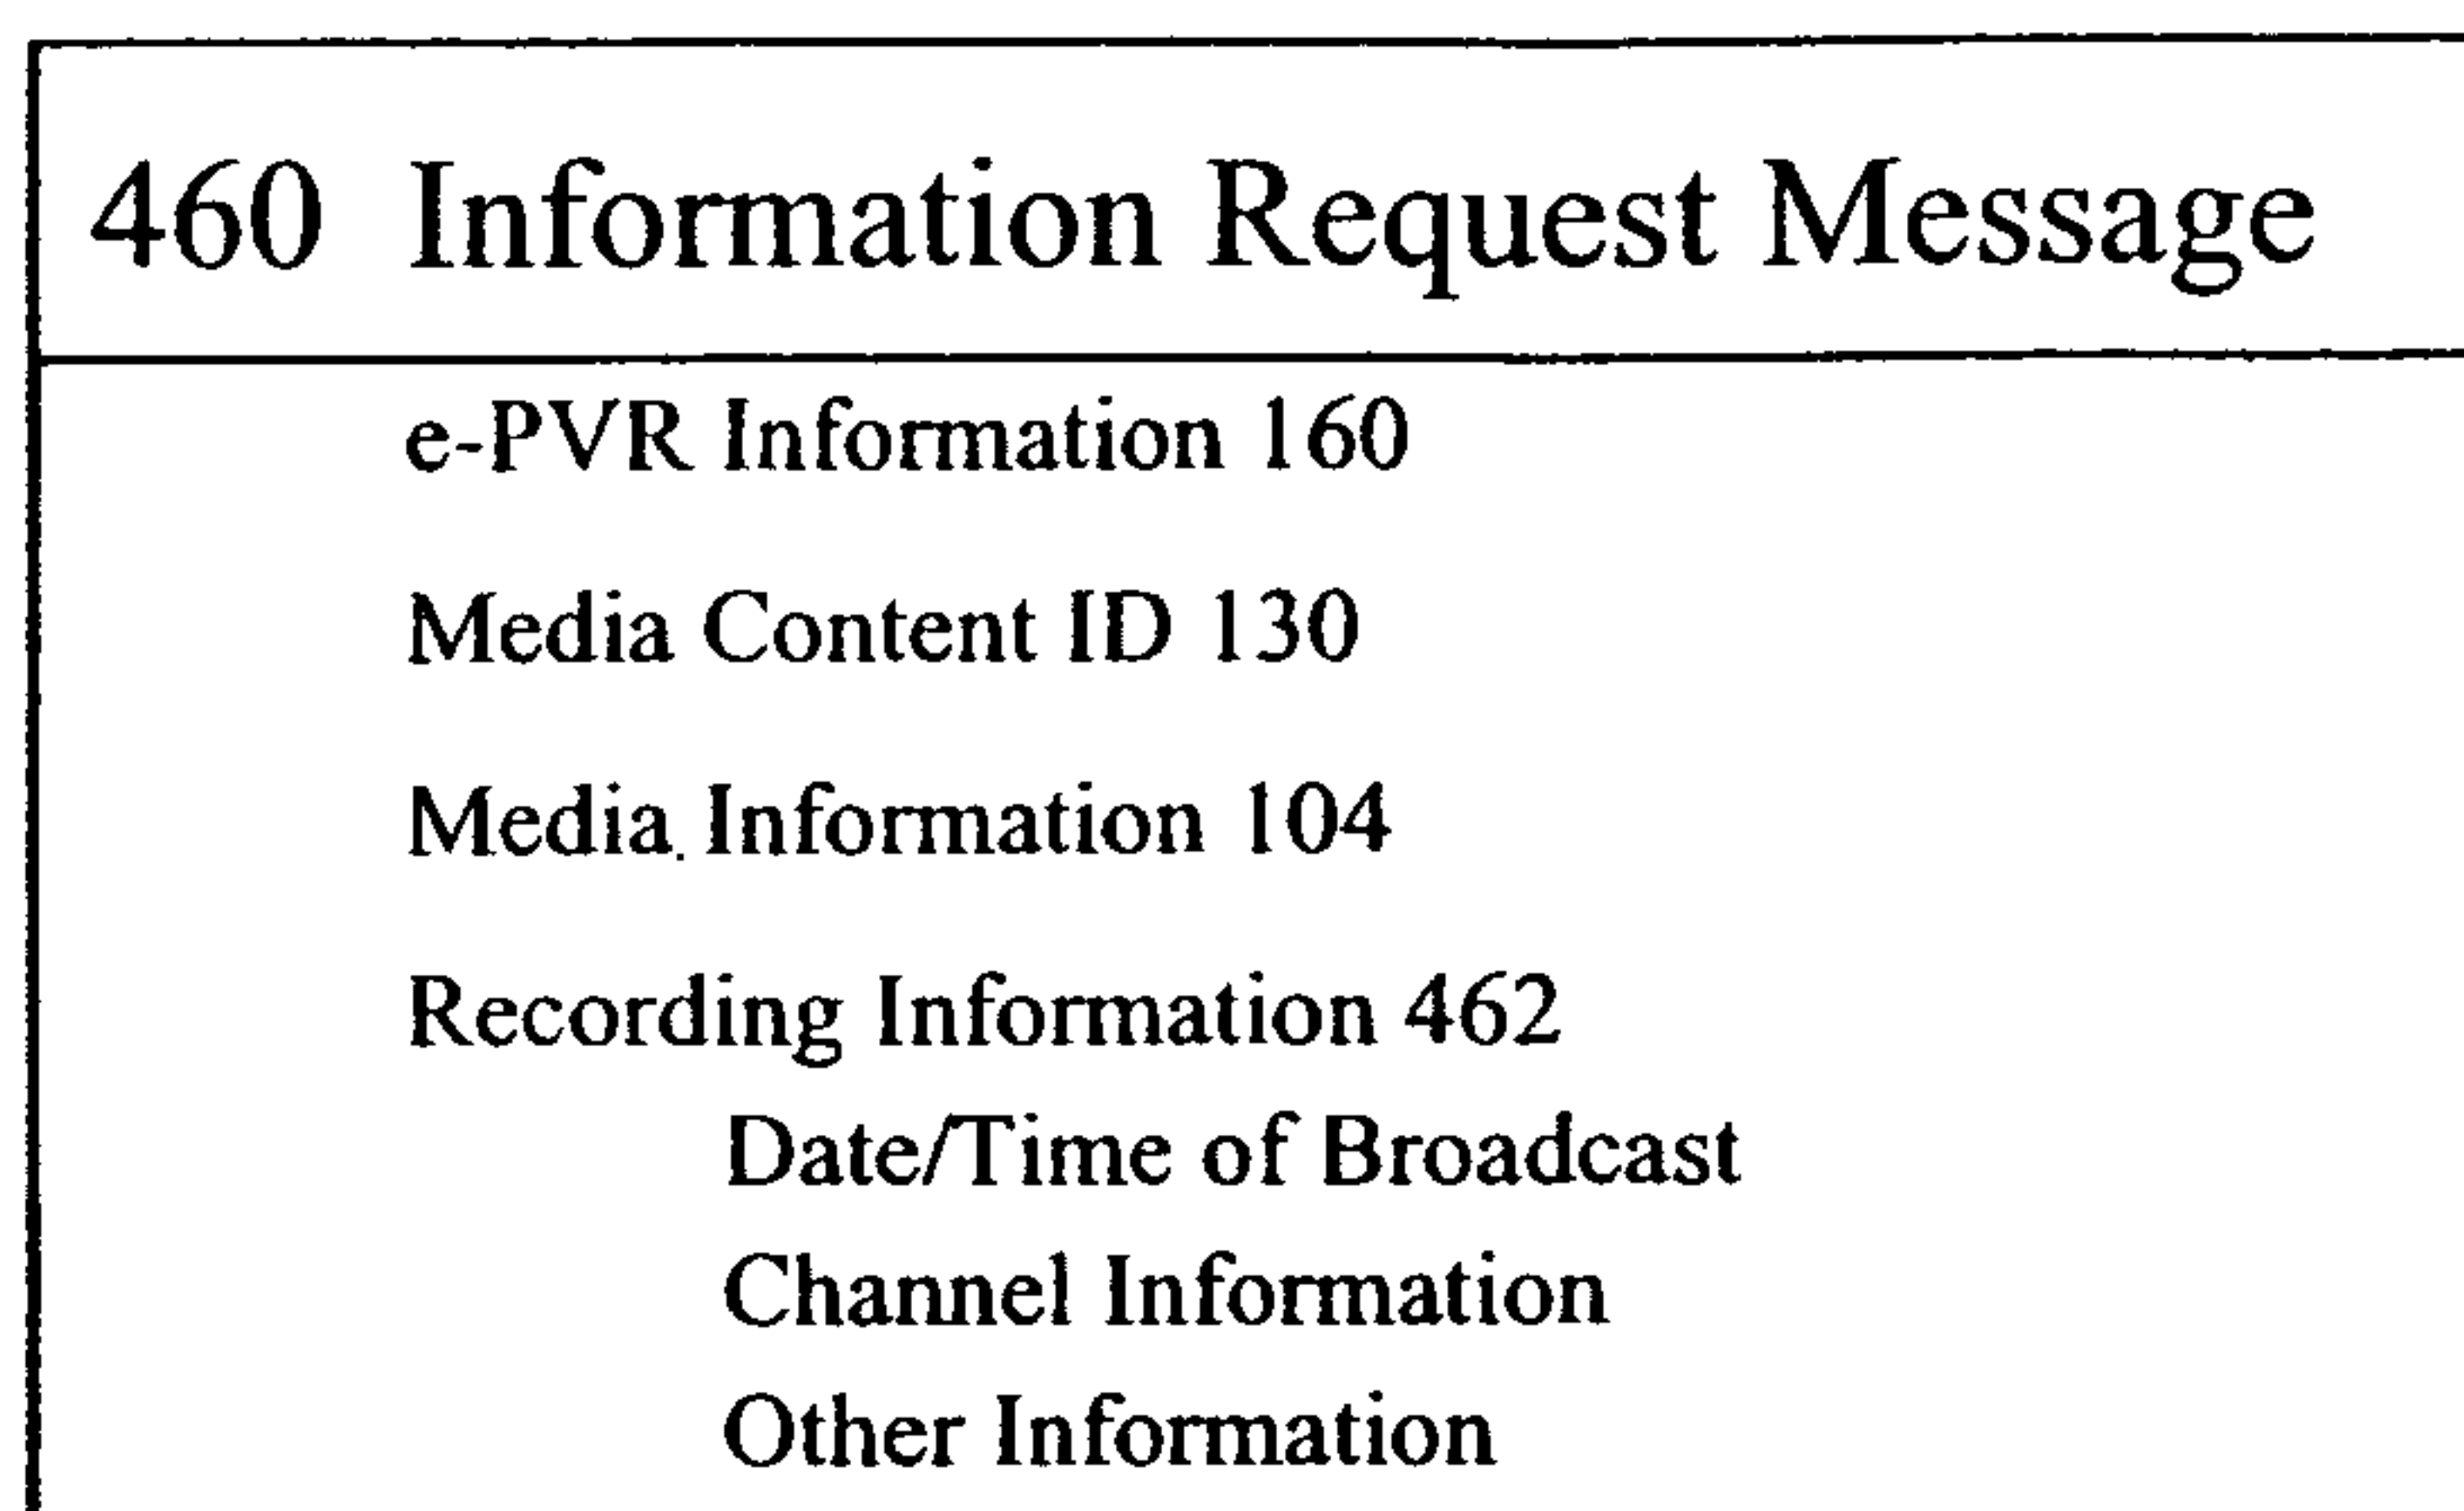 460 Information Request Message
e-PVR Information 160
Media Content ID 130
Media Information 104
Recording Information 462
Date/Time of Broadcast
Channel Information
Other Information